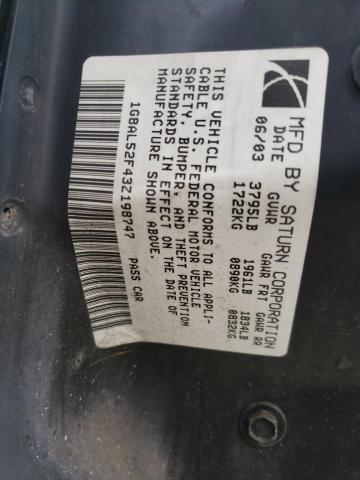 MFD BY SATURN CORPORATION
DATE GVWR GAWR FRT GAWR RR
06/03 3795LB 1961LB 1834LB
1722KG 0890KG 0832KG
THIS VEHICLE CONFORMS TO ALL APPLI-
CABLE U.S. FEDERAL MOTOR VEHICLE
SAFETY, BUMPER, AND THEFT PREVENTION
STANDARDS IN EFFECT ON THE DATE OF
MANUFACTURE SHOWN ABOVE.
1G8AL52F43Z198747 PASS CAR